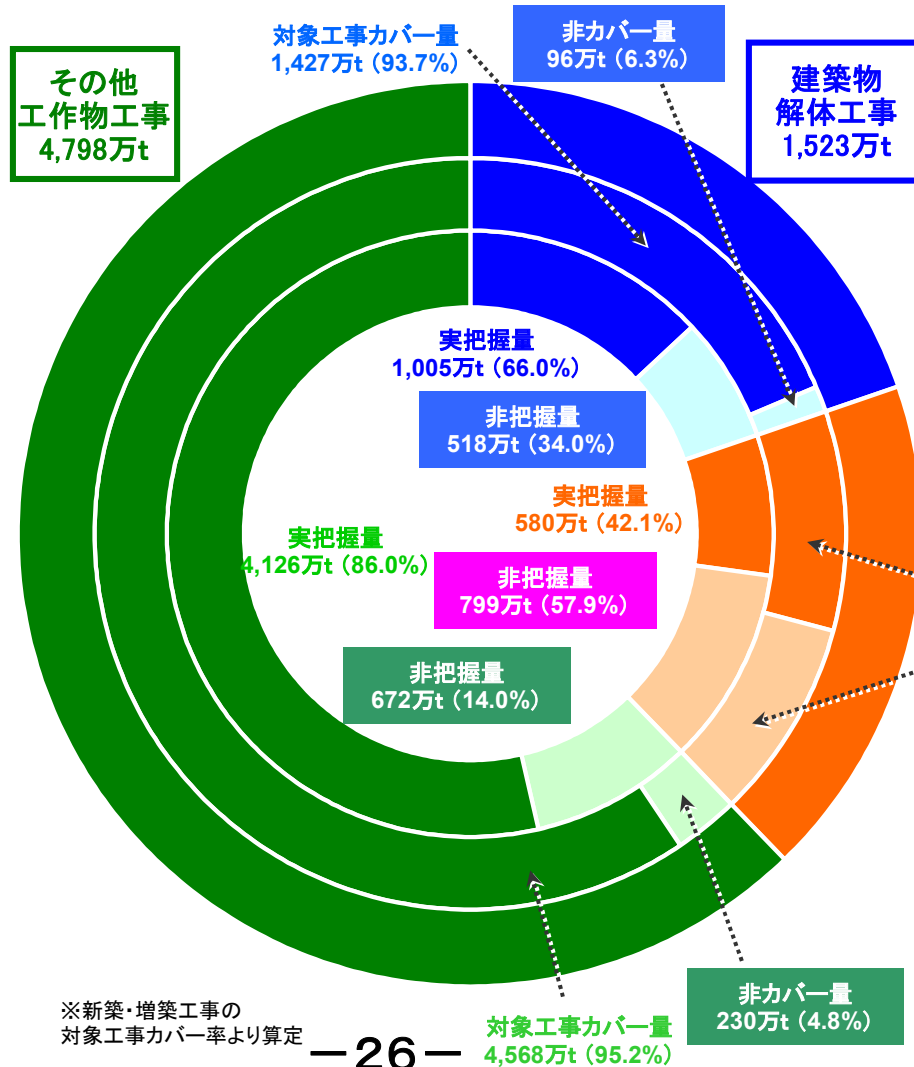 対象工事カバー量
1,427万t（93.7%）
非カバー量
96万t（6.3%）
その他
工作物工事
4,798万t
建築物
解体工事
1,523万t
実把握量
1,005万t（66.0%）
非把握量
518万t（34.0%）
実把握量
580万t（42.1%）
実把握量
4,126万t（86.0%）
非把握量
799万t（57.9%）
非把握量
672万t（14.0%）
非カバー量
230万t（4.8%）
対象工事カバー量
4,568万t（95.2%）
※新築・増築工事の
対象工事カバー率より算定
－26－